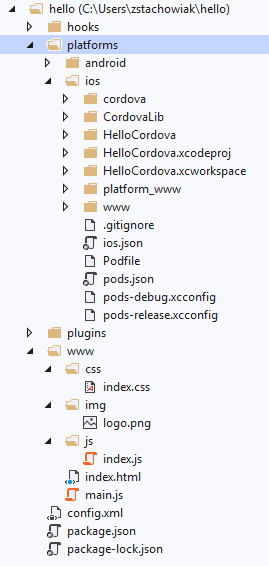 hello (C:\Users\zstachowiak\hello)
hooks
platforms
android
ios
cordova
CordovaLib
HelloCordova
HelloCordova.xcodeproj
HelloCordova.xcworkspace
platform_www
www
.gitignore
ios.json
Podfile
pods.json
pods-debug.xcconfig
pods-release.xcconfig
plugins
www
css
index.css
img
logo.png
js
index.js
index.html
main.js
config.xml
package.json
package-lock.json